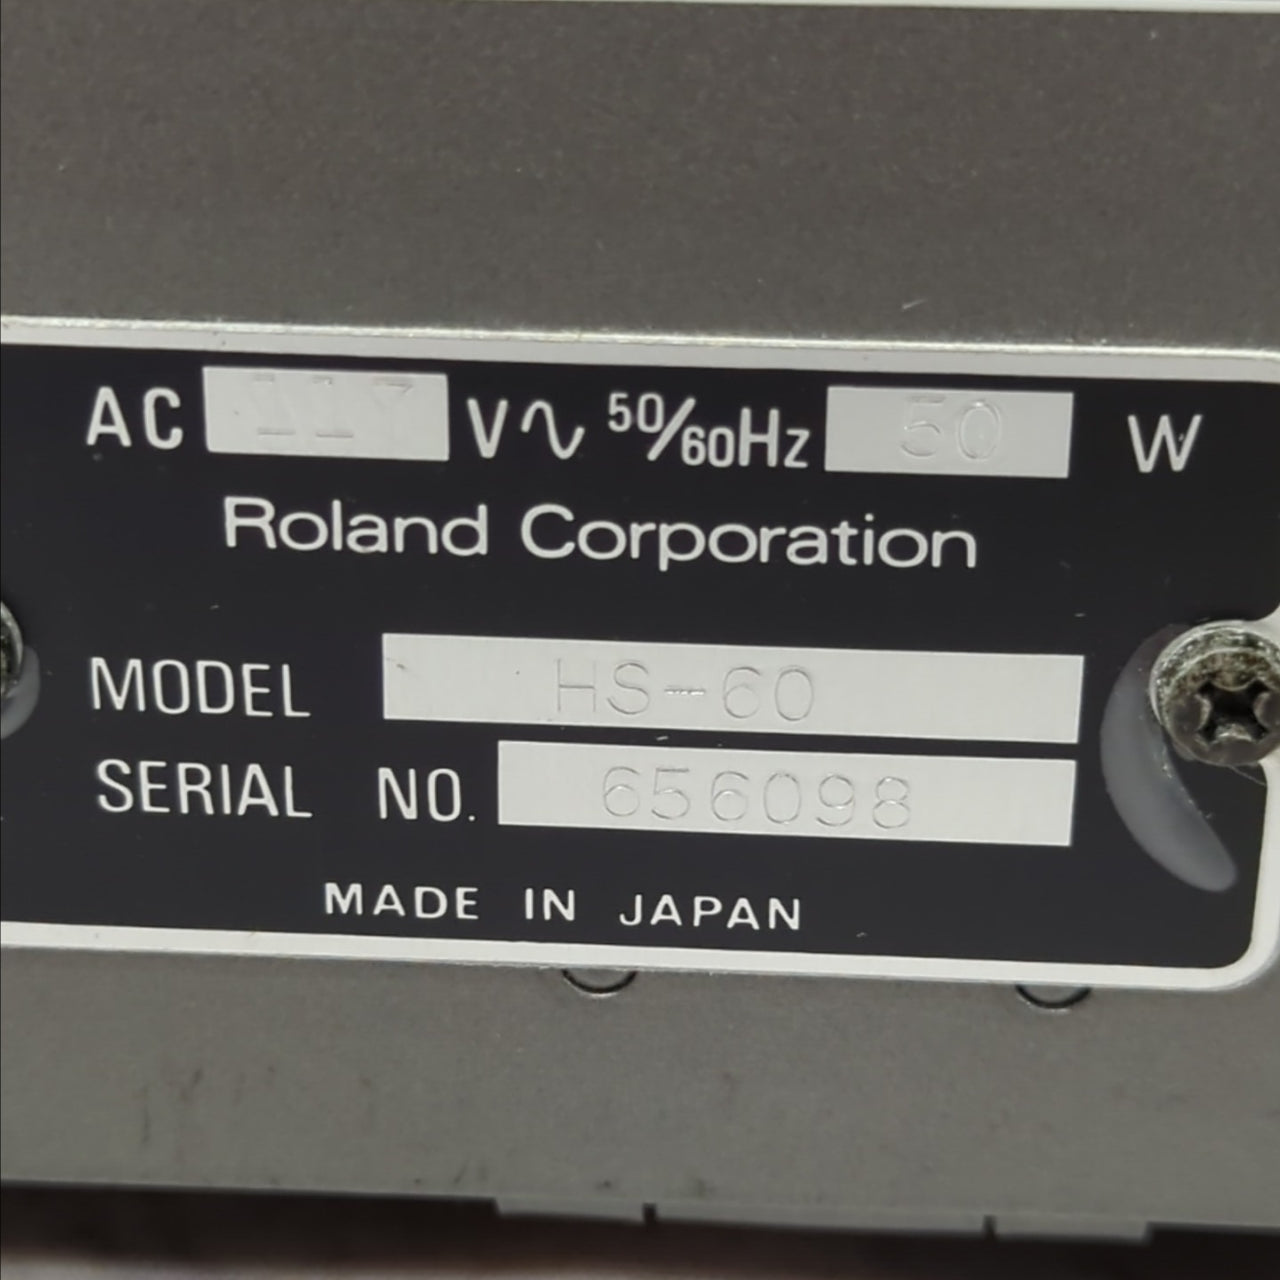 AC 117 V∿ 50/60Hz 50 W
Roland Corporation
MODEL HS-60
SERIAL NO. 656098
MADE IN JAPAN